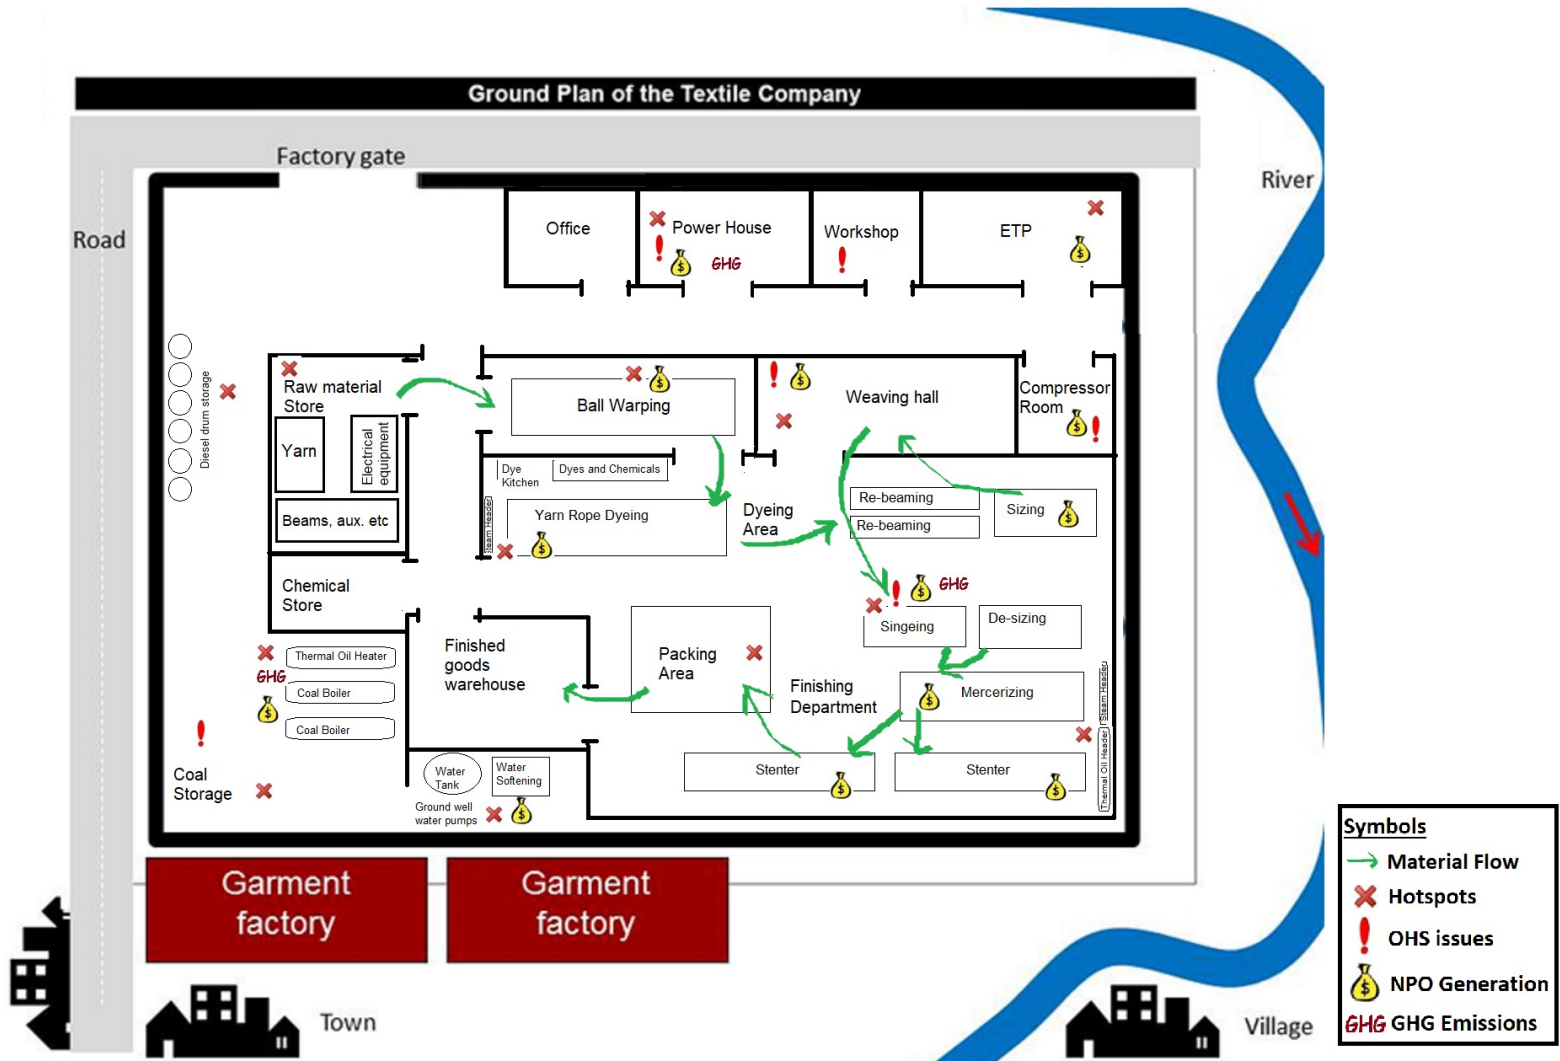 Ground Plan of the Textile Company
Factory gate
River
Road
Office
Power House
GHG
Workshop
ETP
Diesel drum storage
Raw material
Store
Yarn
Electrical
equipment
Beams, aux. etc
Ball Warping
Weaving hall
Compressor
Room
Dye
Kitchen
Dyes and Chemicals
Steam Header
Yarn Rope Dyeing
Dyeing
Area
Re-beaming
Re-beaming
Sizing
Chemical
Store
GHG
Singeing
De-sizing
Thermal Oil Heater
GHG
Coal Boiler
Coal Boiler
Finished
goods
warehouse
Packing
Area
Finishing
Department
Mercerizing
Steam Header
Thermal Oil Header
Stenter
Stenter
Coal
Storage
Water
Tank
Water
Softening
Ground well
water pumps
Garment
factory
Garment
factory
Town
Village
Symbols
Material Flow
Hotspots
OHS issues
NPO Generation
GHG GHG Emissions